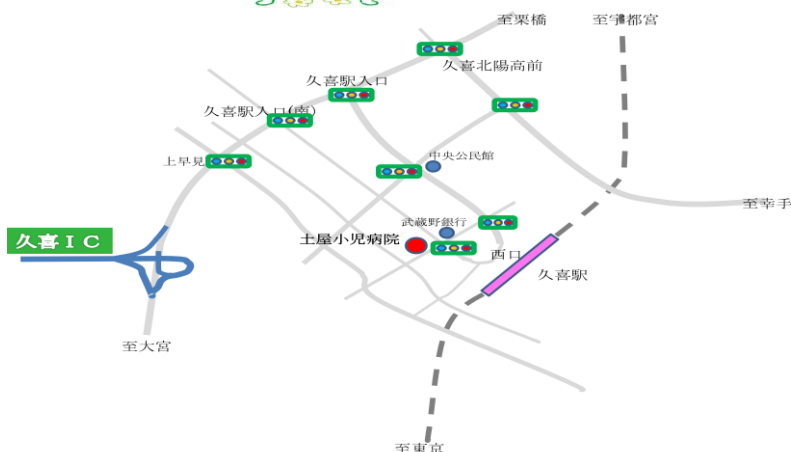 至栗橋
至宇都宮
久喜北陽高前
久喜駅入口
久喜駅入口(南)
中央公民館
上早見
至幸手
武蔵野銀行
久喜IC
土屋小児病院
西口
久喜駅
至大宮
至東京